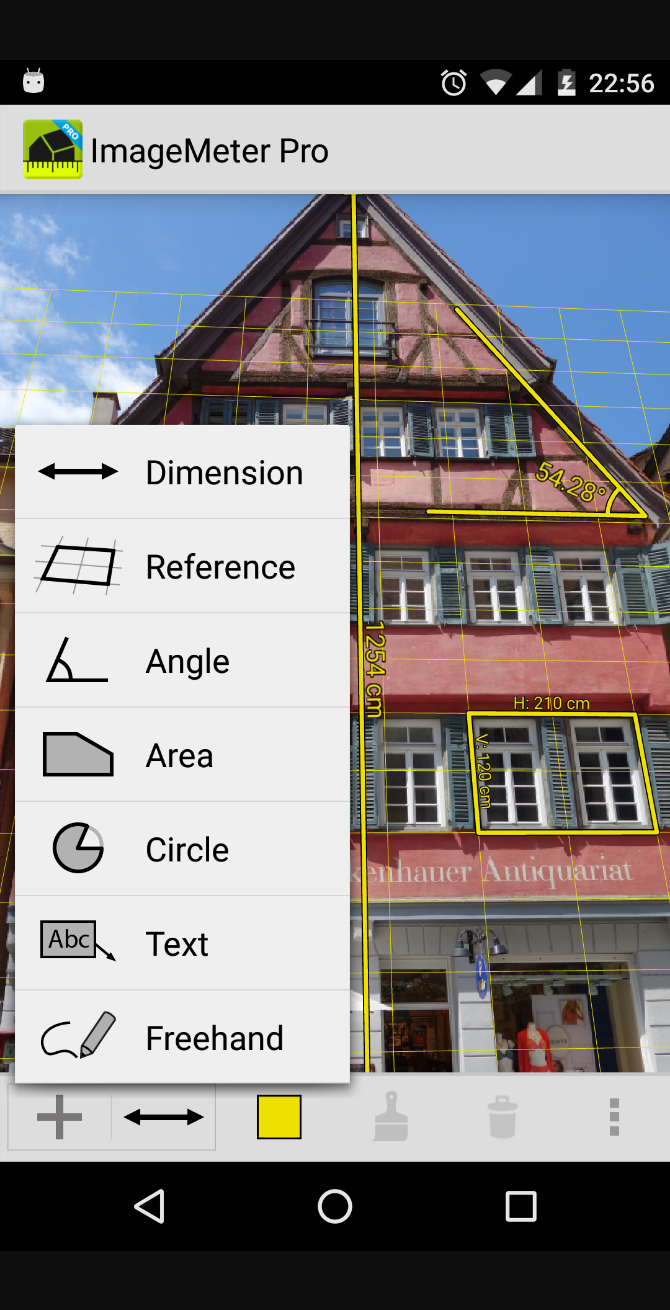 22:56
PRO
ImageMeter Pro
54.28°
1254 cm
H: 210 cm
V: 120 cm
kenhauer Antiquariat
Dimension
Reference
Angle
Area
Circle
Abc
Text
Freehand